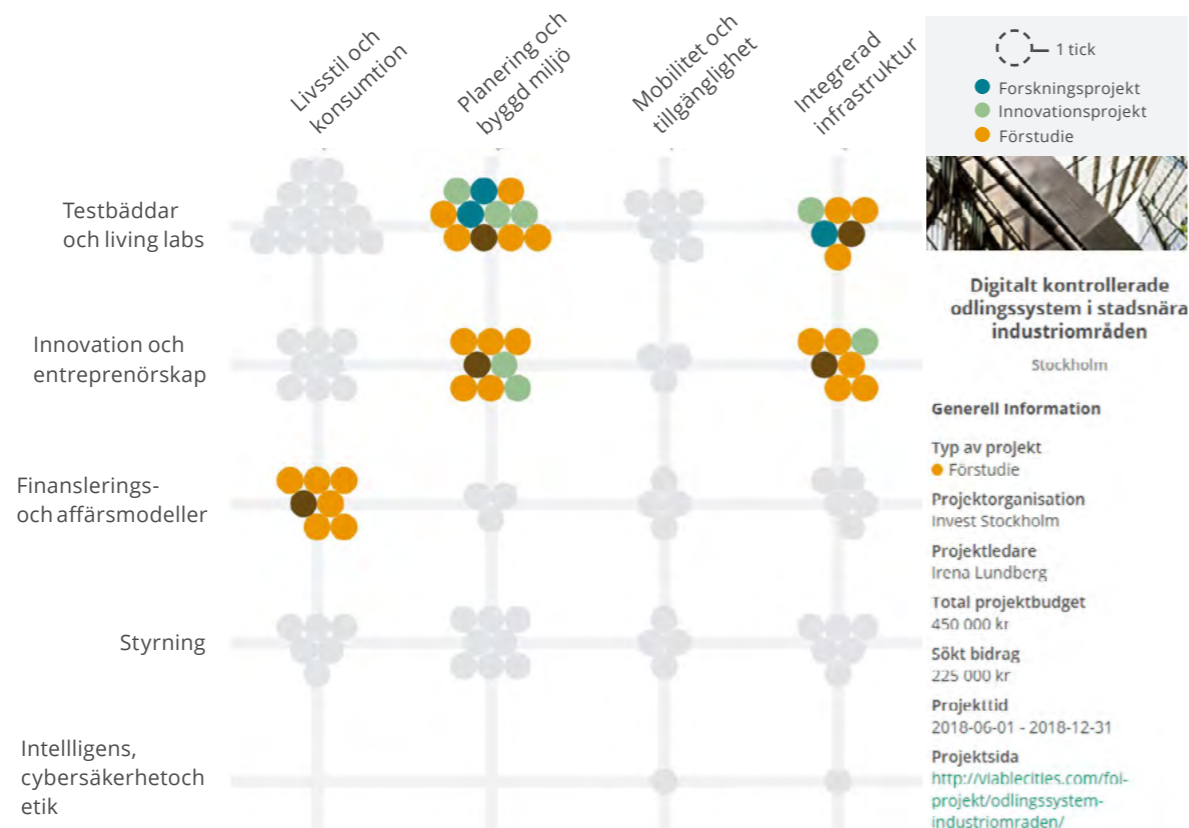 Livsstil och
konsumtion
Planering och
byggd miljö
Mobilitet och
tillgänglighet
Integrerad
infrastruktur
1 tick
Forskningsprojekt
Innovationsprojekt
Förstudie
Testbäddar
och living labs
Innovation och
entreprenörskap
Finanslerings-
och affärsmodeller
Styrning
Intellligens,
cybersäkerhetoch
etik
Digitalt kontrollerade
odlingssystem i stadsnära
industriområden
Stockholm
Generell Information
Typ av projekt
Förstudie
Projektorganisation
Invest Stockholm
Projektledare
Irena Lundberg
Total projektbudget
450 000 kr
Sökt bidrag
225 000 kr
Projekttid
2018-06-01 - 2018-12-31
Projektsida
http://viablecities.com/foi-
projekt/odlingssystem-
industriomraden/